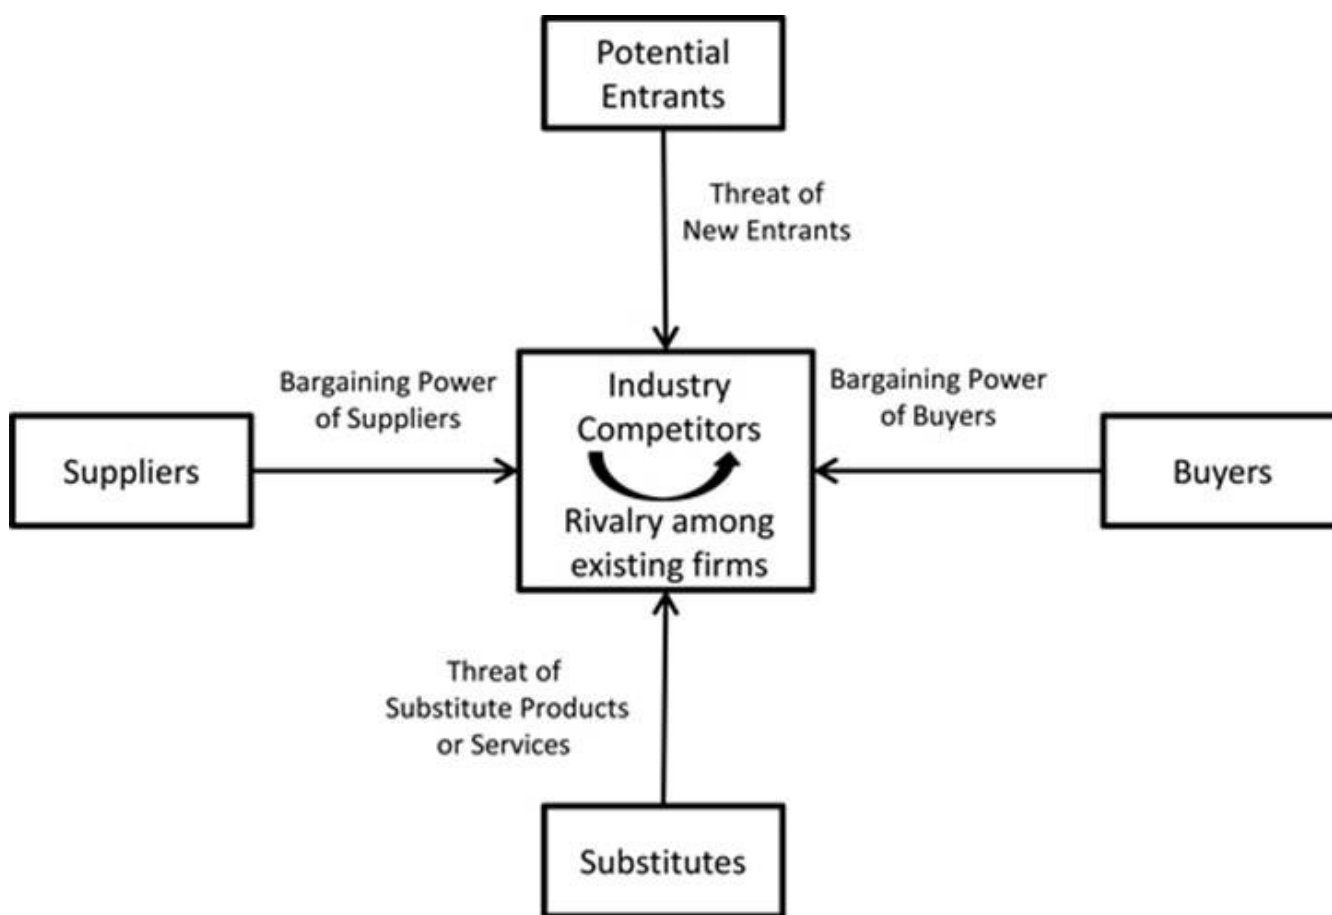 Potential
Entrants
Threat of
New Entrants
Bargaining Power
of Suppliers
Industry
Competitors
Bargaining Power
of Buyers
Suppliers
Buyers
Rivalry among
existing firms
Threat of
Substitute Products
or Services
Substitutes